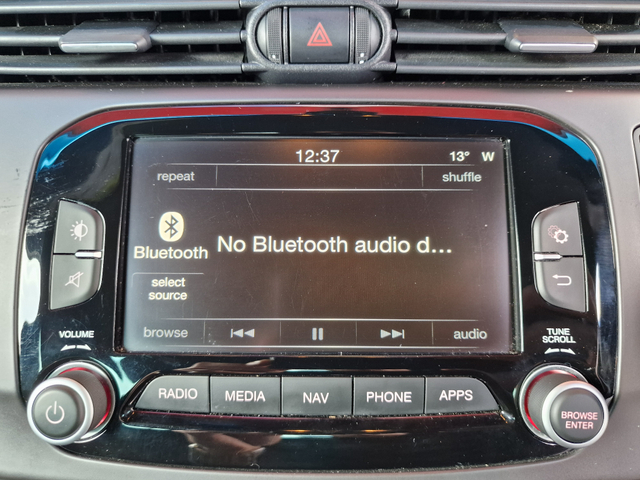 12:37
13° W
repeat
shuffle
Bluetooth
No Bluetooth audio d...
select
source
browse
audio
VOLUME
TUNE
SCROLL
RADIO
MEDIA
NAV
PHONE
APPS
BROWSE
ENTER